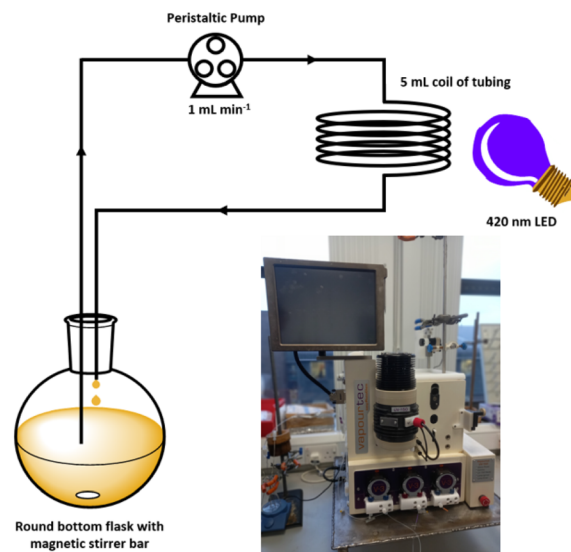 Peristaltic Pump
1 mL min-1
5 mL coil of tubing
420 nm LED
vapourtec
Round bottom flask with
magnetic stirrer bar